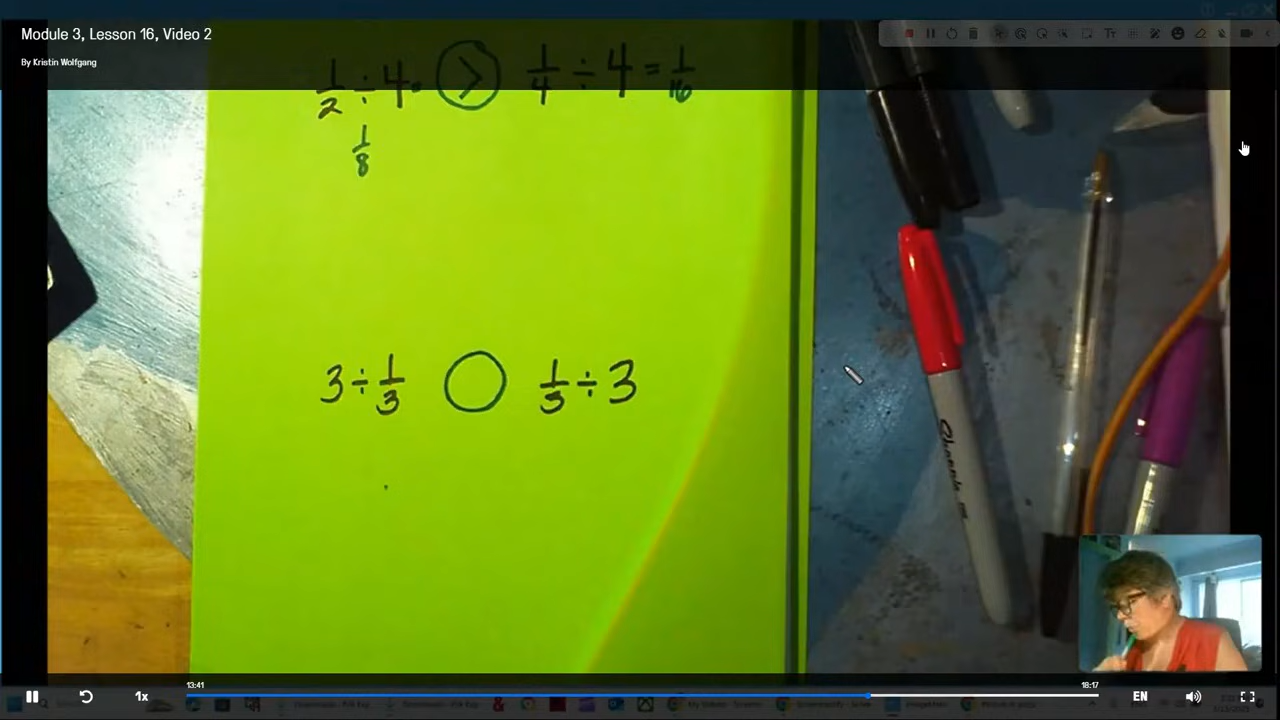 Module 3, Lesson 16, Video 2
By Kristin Wolfgang
1/2 ÷ 4 > 1/4 ÷ 4 = 1/16
1/8
3 ÷ 1/3 ○ 1/3 ÷ 3
Sharpie
13:41
18:17
1x
EN